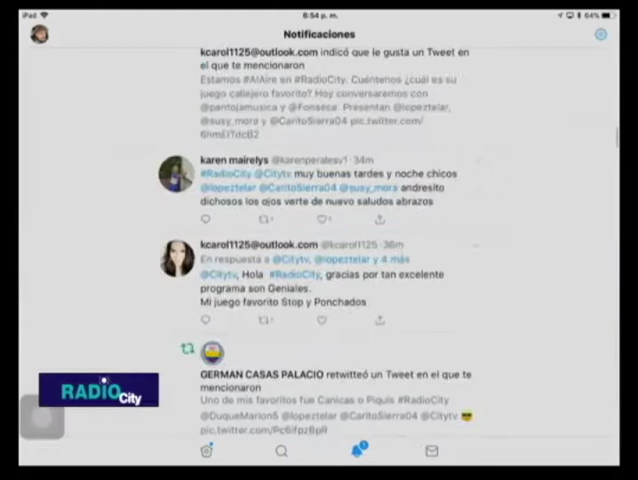 iPad
6:54 p. m.
64%
Notificaciones
kcarol1125@outlook.com indicó que le gusta un Tweet en
el que te mencionaron
Estamos #AlAire en #RadioCity. Cuéntenos ¿cuál es su
juego callejero favorito? Hoy conversaremos con
@pantojamusica y @Fonseca. Presentan @lopeztelar,
@susy_mora y @CaritoSierra04 pic.twitter.com/
karen mairelys @karenperalesv1 · 34m
#RadioCity @Citytv muy buenas tardes y noche chicos
@lopeztelar @CaritoSierra04 @susy_mora andresito
dichosos los ojos verte de nuevo saludos abrazos
kcarol1125@outlook.com @kcarol1125 · 36m
En respuesta a @Citytv, @lopeztelar y 4 más
@Citytv, Hola #RadioCity, gracias por tan excelente
programa son Geniales.
Mi juego favorito Stop y Ponchados
GERMAN CASAS PALACIO retwitteó un Tweet en el que te
mencionaron
Uno de mis favoritos fue Canicas o Piquis #RadioCity
@DuqueMarion5 @lopeztelar @CaritoSierra04 @Citytv 😎
RADIO City